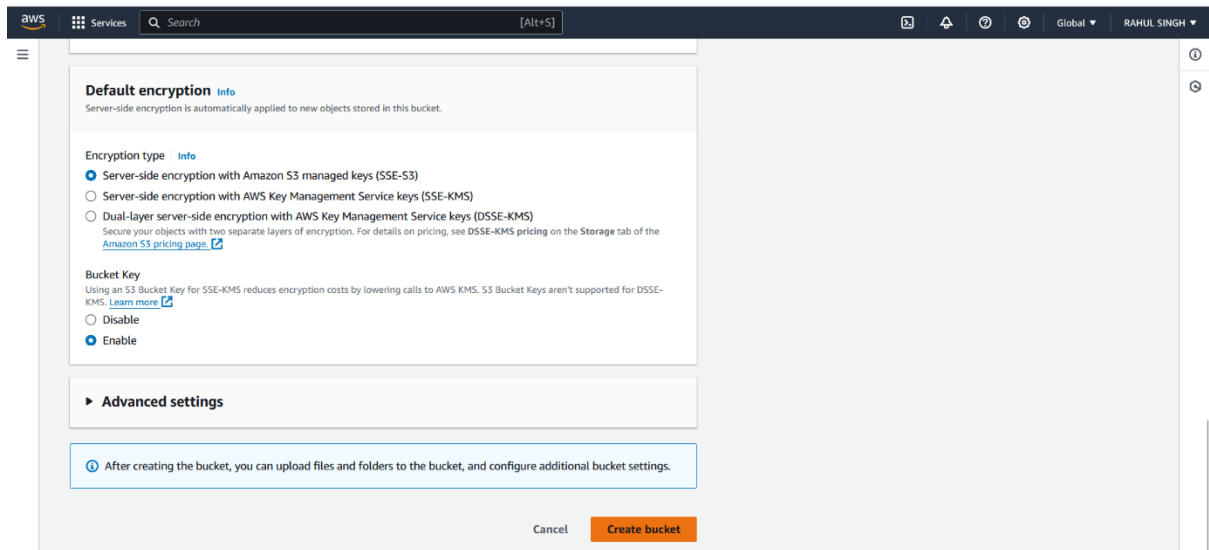 aws
Services
Search
[Alt+S]
Global
RAHUL SINGH
Default encryption Info
Server-side encryption is automatically applied to new objects stored in this bucket.
Encryption type Info
Server-side encryption with Amazon S3 managed keys (SSE-S3)
Server-side encryption with AWS Key Management Service keys (SSE-KMS)
Dual-layer server-side encryption with AWS Key Management Service keys (DSSE-KMS)
Secure your objects with two separate layers of encryption. For details on pricing, see DSSE-KMS pricing on the Storage tab of the
Amazon S3 pricing page.
Bucket Key
Using an S3 Bucket Key for SSE-KMS reduces encryption costs by lowering calls to AWS KMS. S3 Bucket Keys aren't supported for DSSE-
KMS. Learn more
Disable
Enable
Advanced settings
After creating the bucket, you can upload files and folders to the bucket, and configure additional bucket settings.
Cancel
Create bucket